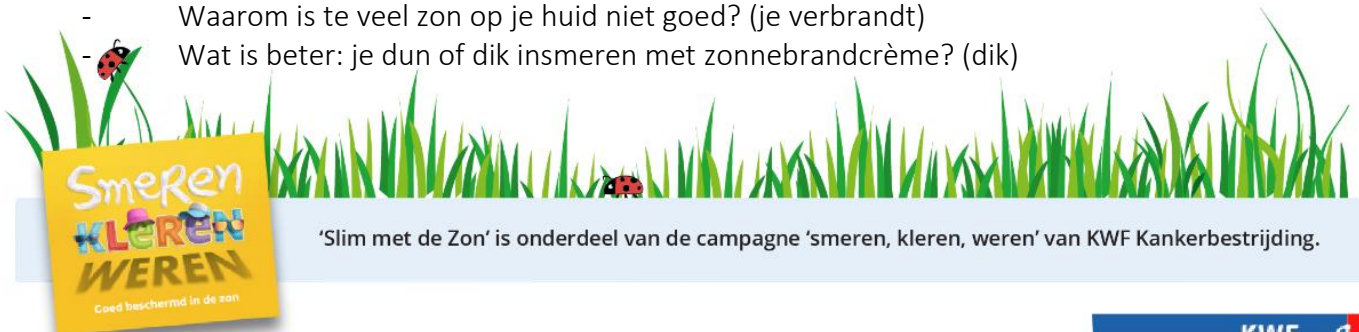 - Waarom is te veel zon op je huid niet goed? (je verbrandt)
- Wat is beter: je dun of dik insmeren met zonnebrandcrème? (dik)
Smeren
KLEREN
WEREN
Goed beschermd in de zon
'Slim met de Zon' is onderdeel van de campagne 'smeren, kleren, weren' van KWF Kankerbestrijding.
KWF